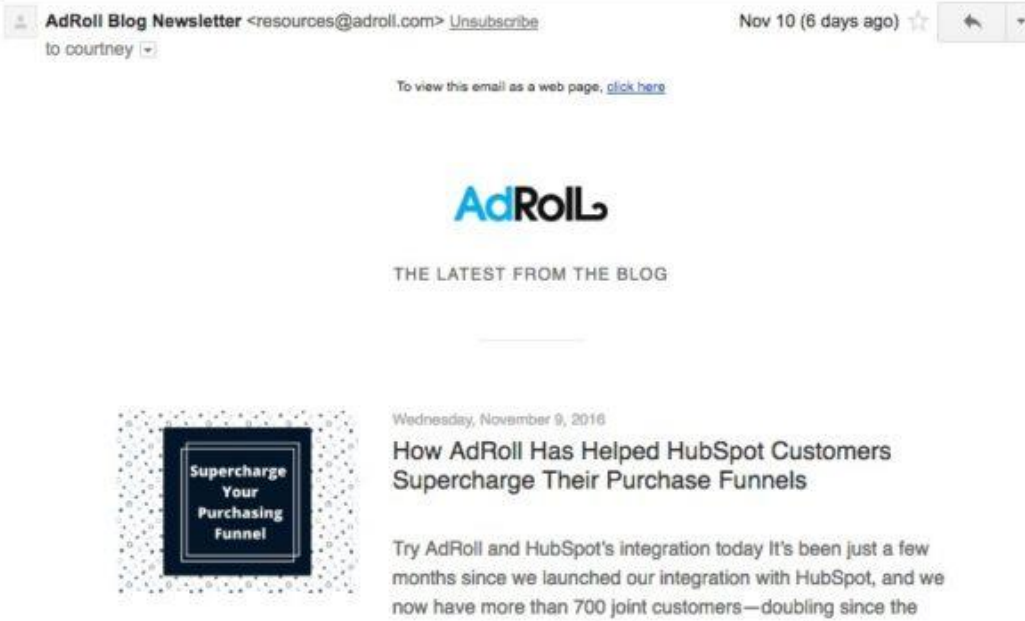 AdRoll Blog Newsletter <resources@adroll.com> Unsubscribe
Nov 10 (6 days ago)
to courtney
To view this email as a web page, click here
AdRoll
THE LATEST FROM THE BLOG
Wednesday, November 9, 2016
How AdRoll Has Helped HubSpot Customers
Supercharge Their Purchase Funnels
Supercharge
Your
Purchasing
Funnel
Try AdRoll and HubSpot's integration today It's been just a few
months since we launched our integration with HubSpot, and we
now have more than 700 joint customers—doubling since the